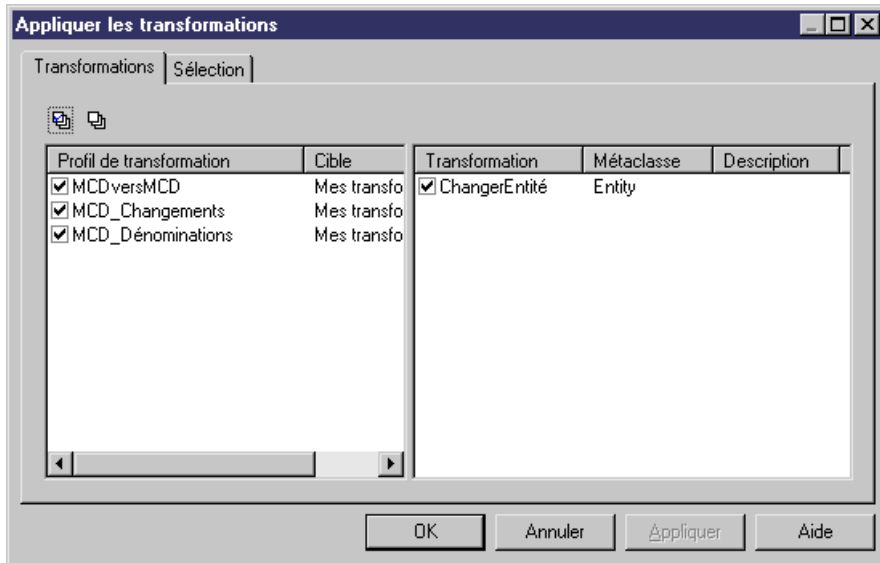 Appliquer les transformations
Transformations Sélection
Profil de transformation Cible Transformation Métaclasse Description
MCDversMCD Mes transfo ChangerEntité Entity
MCD_Changements Mes transfo
MCD_Dénominations Mes transfo
OK Annuler Appliquer Aide